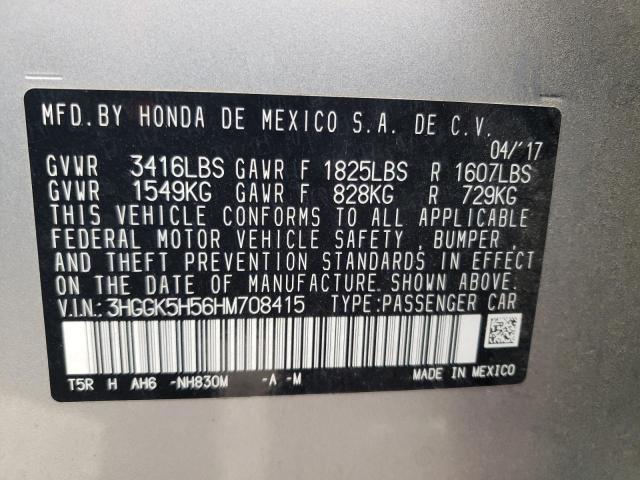 MFD.BY HONDA DE MEXICO S.A. DE C.V.
04/'17
GVWR 3416LBS GAWR F 1825LBS R 1607LBS
GVWR 1549KG GAWR F 828KG R 729KG
THIS VEHICLE CONFORMS TO ALL APPLICABLE
FEDERAL MOTOR VEHICLE SAFETY , BUMPER ,
AND THEFT PREVENTION STANDARDS IN EFFECT
ON THE DATE OF MANUFACTURE SHOWN ABOVE.
V.I.N.: 3HGGK5H56HM708415 TYPE:PASSENGER CAR
T5R H AH6 -NH830M -A -M MADE IN MEXICO